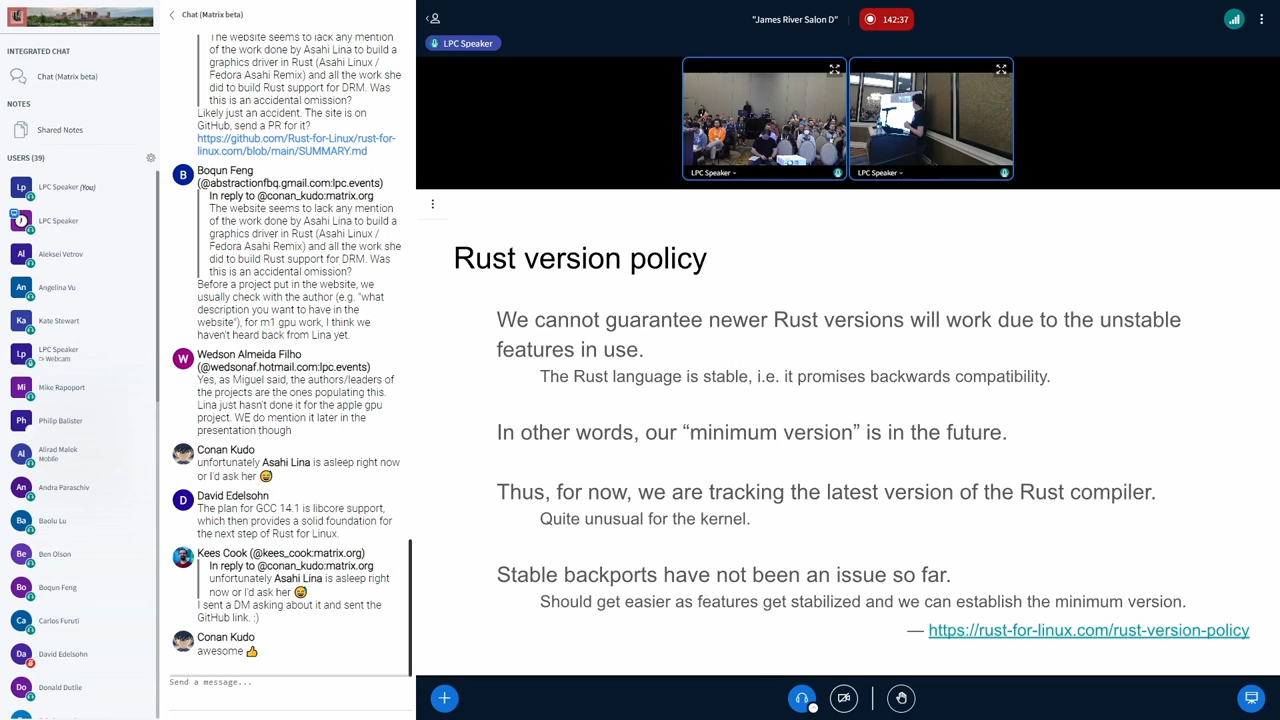 INTEGRATED CHAT
Chat (Matrix beta)
NOTES
Shared Notes
USERS (39)
Lp LPC Speaker (You)
LPC Speaker
Al Aleksei Vetrov
An Angelina Vu
Ka Kate Stewart
Lp LPC Speaker
Webcam
Mi Mike Rapoport
Ph Philip Balister
Al Alirad Malek
Mobile
An Andra Paraschiv
Ba Baolu Lu
Be Ben Olson
Bo Boqun Feng
Ca Carlos Furuti
Da David Edelsohn
Do Donald Dutile
Chat (Matrix beta)
The website seems to lack any mention
of the work done by Asahi Lina to build a
graphics driver in Rust (Asahi Linux /
Fedora Asahi Remix) and all the work she
did to build Rust support for DRM. Was
this is an accidental omission?
Likely just an accident. The site is on
GitHub, send a PR for it?
https://github.com/Rust-for-Linux/rust-for-
linux.com/blob/main/SUMMARY.md
B Boqun Feng
(@abstractionfbq.gmail.com:lpc.events)
In reply to @conan_kudo:matrix.org
The website seems to lack any mention
of the work done by Asahi Lina to build a
graphics driver in Rust (Asahi Linux /
Fedora Asahi Remix) and all the work she
did to build Rust support for DRM. Was
this is an accidental omission?
Before a project put in the website, we
usually check with the author (e.g. "what
description you want to have in the
website"), for m1 gpu work, I think we
haven't heard back from Lina yet.
W Wedson Almeida Filho
(@wedsonaf.hotmail.com:lpc.events)
Yes, as Miguel said, the authors/leaders of
the projects are the ones populating this.
Lina just hasn't done it for the apple gpu
project. WE do mention it later in the
presentation though
Conan Kudo
unfortunately Asahi Lina is asleep right now
or I'd ask her 😅
D David Edelsohn
The plan for GCC 14.1 is libcore support,
which then provides a solid foundation for
the next step of Rust for Linux.
Kees Cook (@kees_cook:matrix.org)
In reply to @conan_kudo:matrix.org
unfortunately Asahi Lina is asleep right
now or I'd ask her 😅
I sent a DM asking about it and sent the
GitHub link. :)
Conan Kudo
awesome 👍
Send a message...
"James River Salon D"
142:37
LPC Speaker
LPC Speaker
LPC Speaker
Rust version policy
We cannot guarantee newer Rust versions will work due to the unstable
features in use.
The Rust language is stable, i.e. it promises backwards compatibility.
In other words, our “minimum version” is in the future.
Thus, for now, we are tracking the latest version of the Rust compiler.
Quite unusual for the kernel.
Stable backports have not been an issue so far.
Should get easier as features get stabilized and we can establish the minimum version.
— https://rust-for-linux.com/rust-version-policy